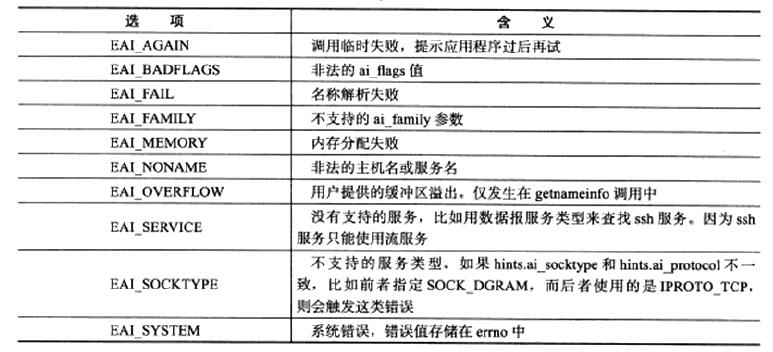 选 项 含 义
EAI_AGAIN 调用临时失败，提示应用程序过后再试
EAI_BADFLAGS 非法的 ai_flags 值
EAI_FAIL 名称解析失败
EAI_FAMILY 不支持的 ai_family 参数
EAI_MEMORY 内存分配失败
EAI_NONAME 非法的主机名或服务名
EAI_OVERFLOW 用户提供的缓冲区溢出。仅发生在 getnameinfo 调用中
EAI_SERVICE 没有支持的服务，比如用数据报服务类型来查找 ssh 服务。因为 ssh
服务只能使用流服务
EAI_SOCKTYPE 不支持的服务类型。如果 hints.ai_socktype 和 hints.ai_protocol 不一
致，比如前者指定 SOCK_DGRAM，而后者使用的是 IPROTO_TCP，
则会触发这类错误
EAI_SYSTEM 系统错误，错误值存储在 errno 中